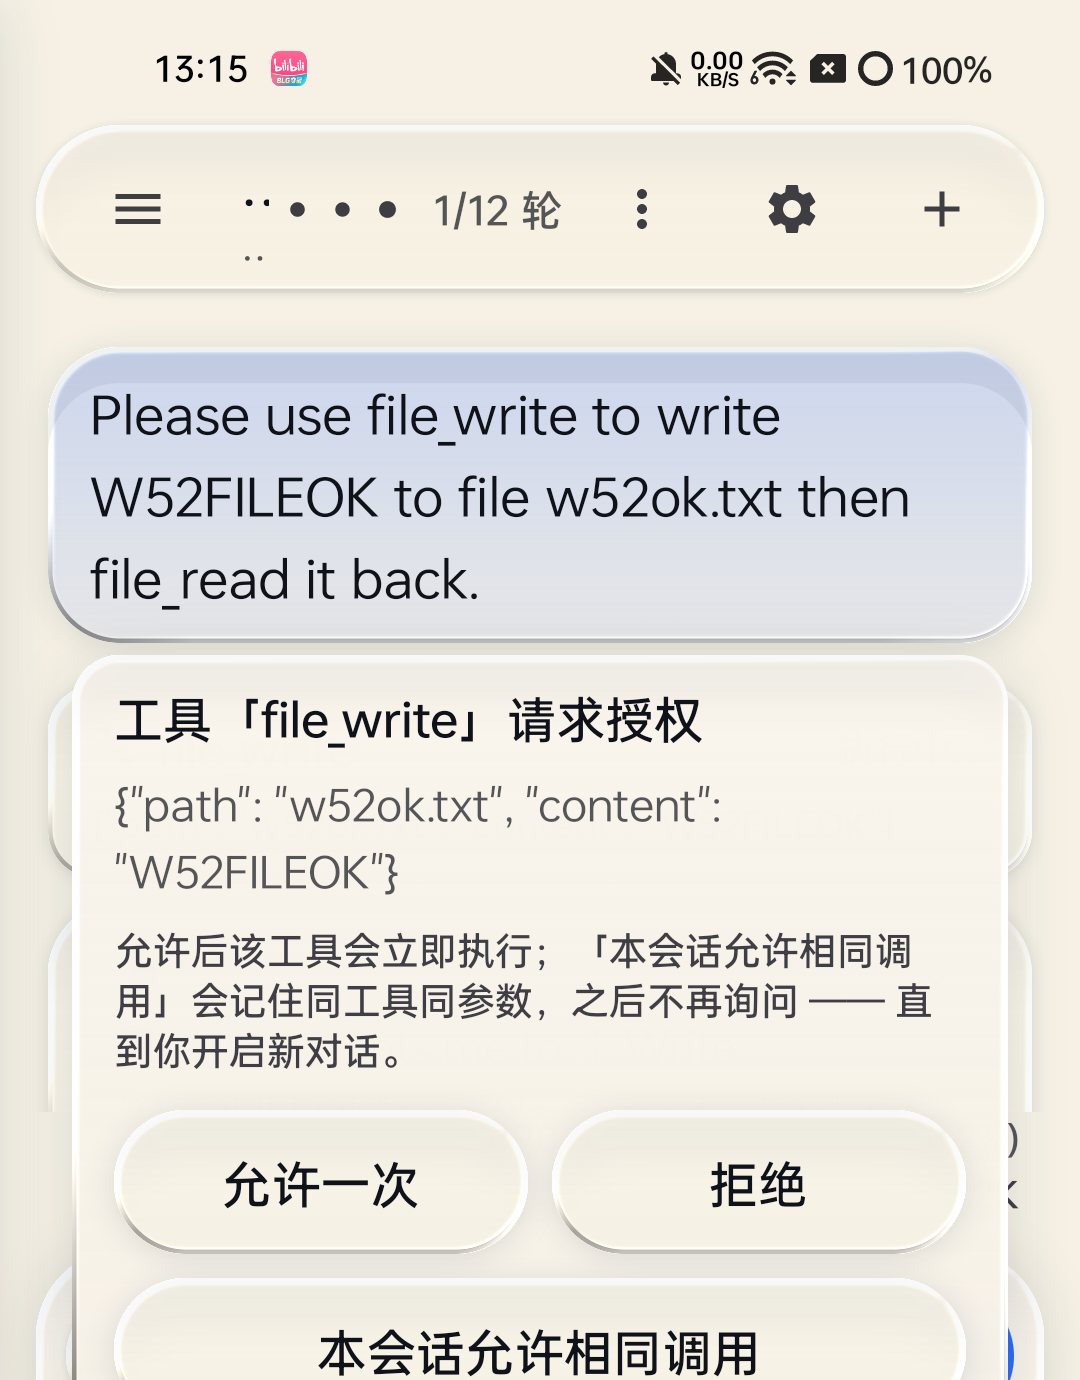 13:15
bilibili
0.00
KB/S
6
100%
1/12 轮
Please use file_write to write
W52FILEOK to file w52ok.txt then
file_read it back.
工具「file_write」请求授权
{"path": "w52ok.txt", "content":
"W52FILEOK"}
允许后该工具会立即执行；「本会话允许相同调
用」会记住同工具同参数，之后不再询问 —— 直
到你开启新对话。
)
K
允许一次
拒绝
本会话允许相同调用